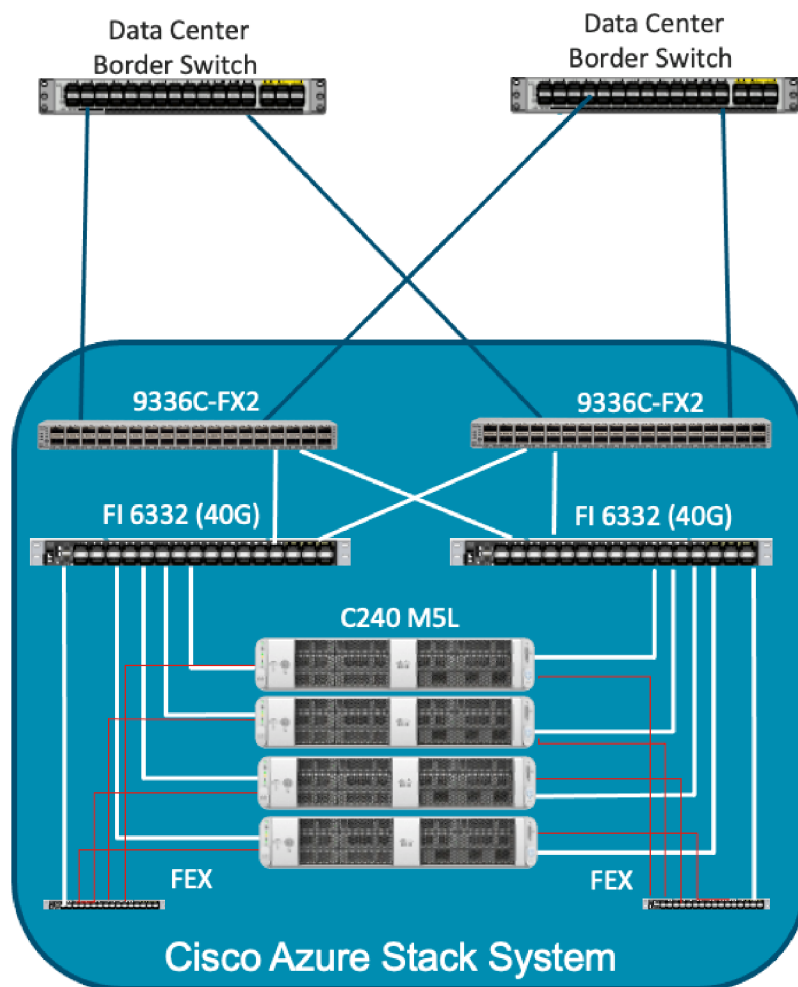 Data Center
Border Switch
Data Center
Border Switch
9336C-FX2
9336C-FX2
FI 6332 (40G)
FI 6332 (40G)
C240 M5L
FEX
FEX
Cisco Azure Stack System